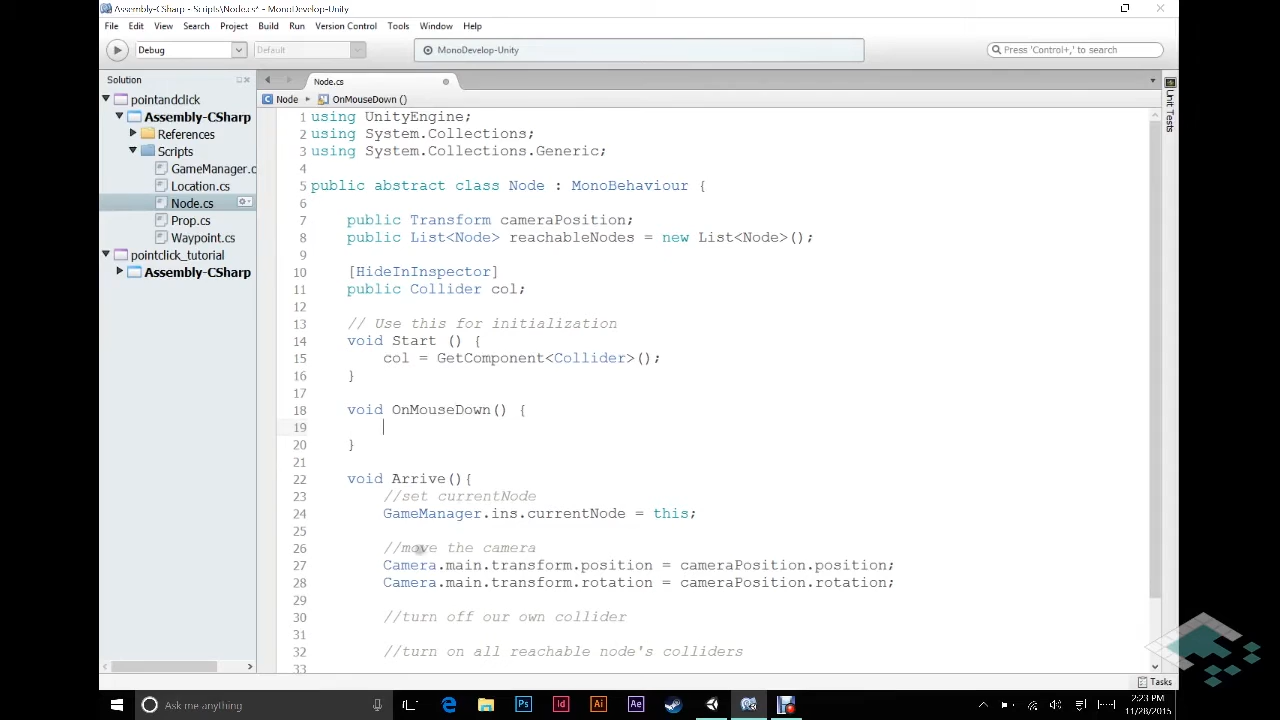 Assembly-CSharp - Scripts\Node.cs* - MonoDevelop-Unity
File Edit View Search Project Build Run Version Control Tools Window Help
Debug Default MonoDevelop-Unity Press 'Control+,' to search
Solution Node.cs
pointandclick Node OnMouseDown ()
Assembly-CSharp
References
Scripts
GameManager.c
Location.cs
Node.cs
Prop.cs
Waypoint.cs
pointclick_tutorial
Assembly-CSharp
1 using UnityEngine;
2 using System.Collections;
3 using System.Collections.Generic;
4
5 public abstract class Node : MonoBehaviour {
6
7 public Transform cameraPosition;
8 public List<Node> reachableNodes = new List<Node>();
9
10 [HideInInspector]
11 public Collider col;
12
13 // Use this for initialization
14 void Start () {
15 col = GetComponent<Collider>();
16 }
17
18 void OnMouseDown() {
19
20 }
21
22 void Arrive(){
23 //set currentNode
24 GameManager.ins.currentNode = this;
25
26 //move the camera
27 Camera.main.transform.position = cameraPosition.position;
28 Camera.main.transform.rotation = cameraPosition.rotation;
29
30 //turn off our own collider
31
32 //turn on all reachable node's colliders
33
Unit Tests
Tasks
Ask me anything
Ps Id Ai Ae
2:23 PM
11/28/2015